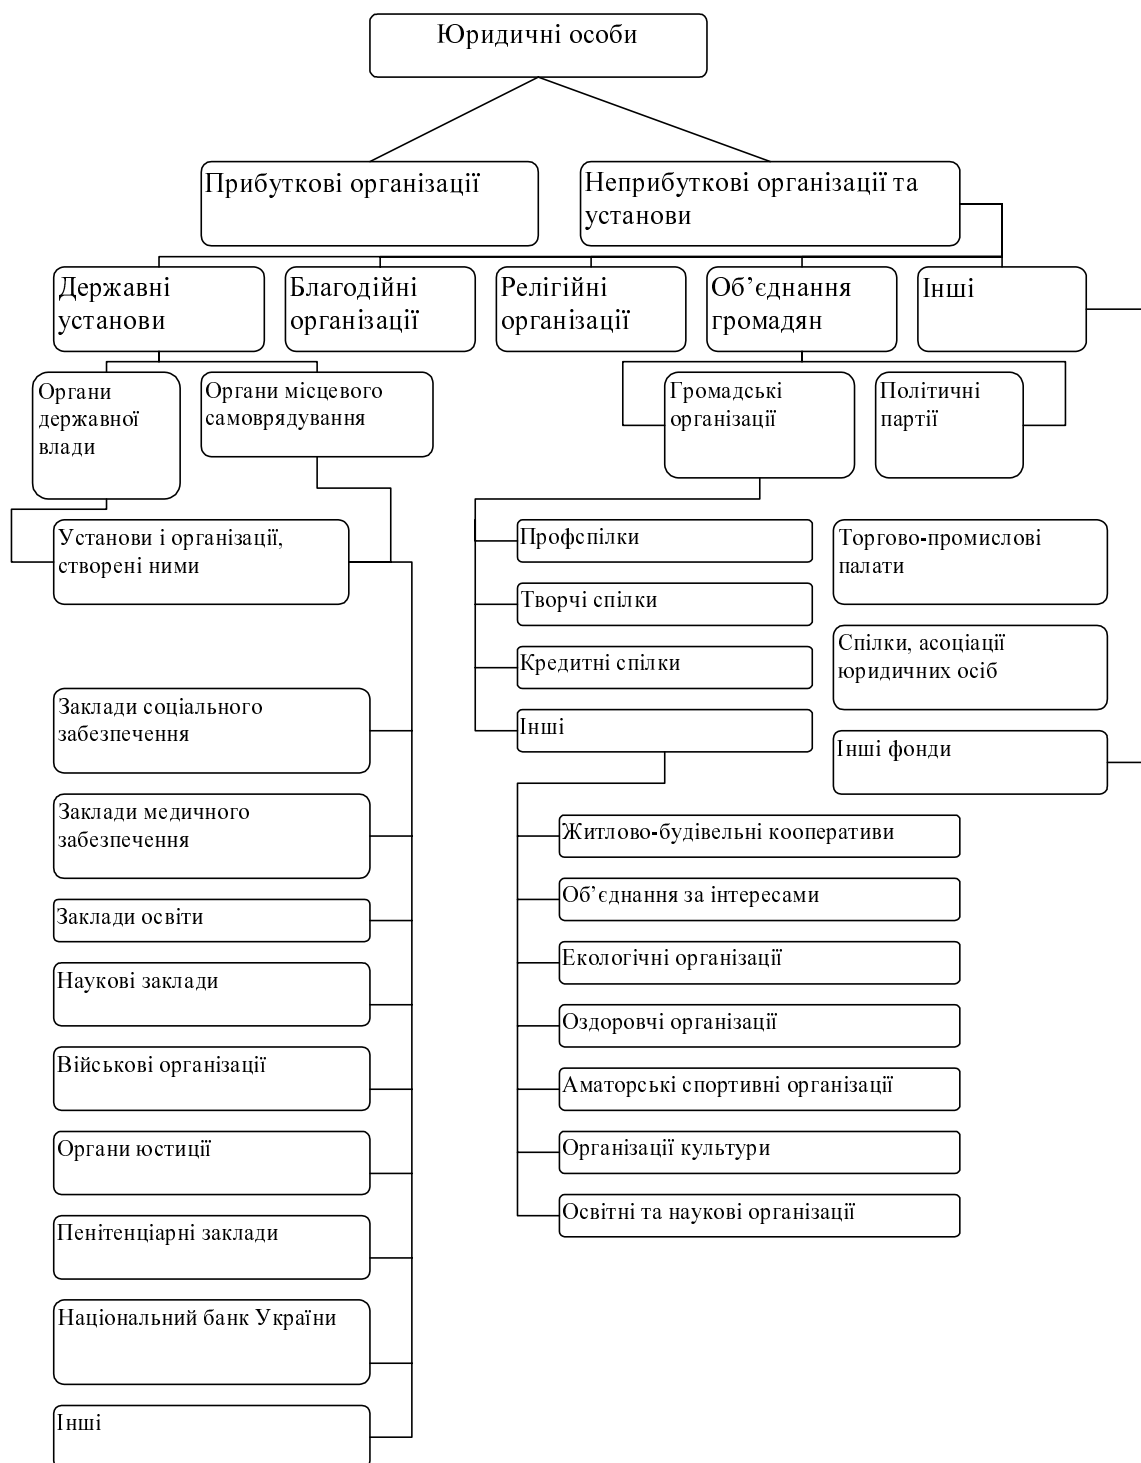 Юридичні особи
Прибуткові організації
Неприбуткові організації та
установи
Державні
установи
Благодійні
організації
Релігійні
організації
Об’єднання
громадян
Інші
Органи
державної
влади
Органи місцевого
самоврядування
Громадські
організації
Політичні
партії
Установи і організації,
створені ними
Профспілки
Творчі спілки
Кредитні спілки
Інші
Торгово-промислові
палати
Спілки, асоціації
юридичних осіб
Інші фонди
Заклади соціального
забезпечення
Заклади медичного
забезпечення
Заклади освіти
Наукові заклади
Військові організації
Органи юстиції
Пенітенціарні заклади
Національний банк України
Інші
Житлово-будівельні кооперативи
Об’єднання за інтересами
Екологічні організації
Оздоровчі організації
Аматорські спортивні організації
Організації культури
Освітні та наукові організації